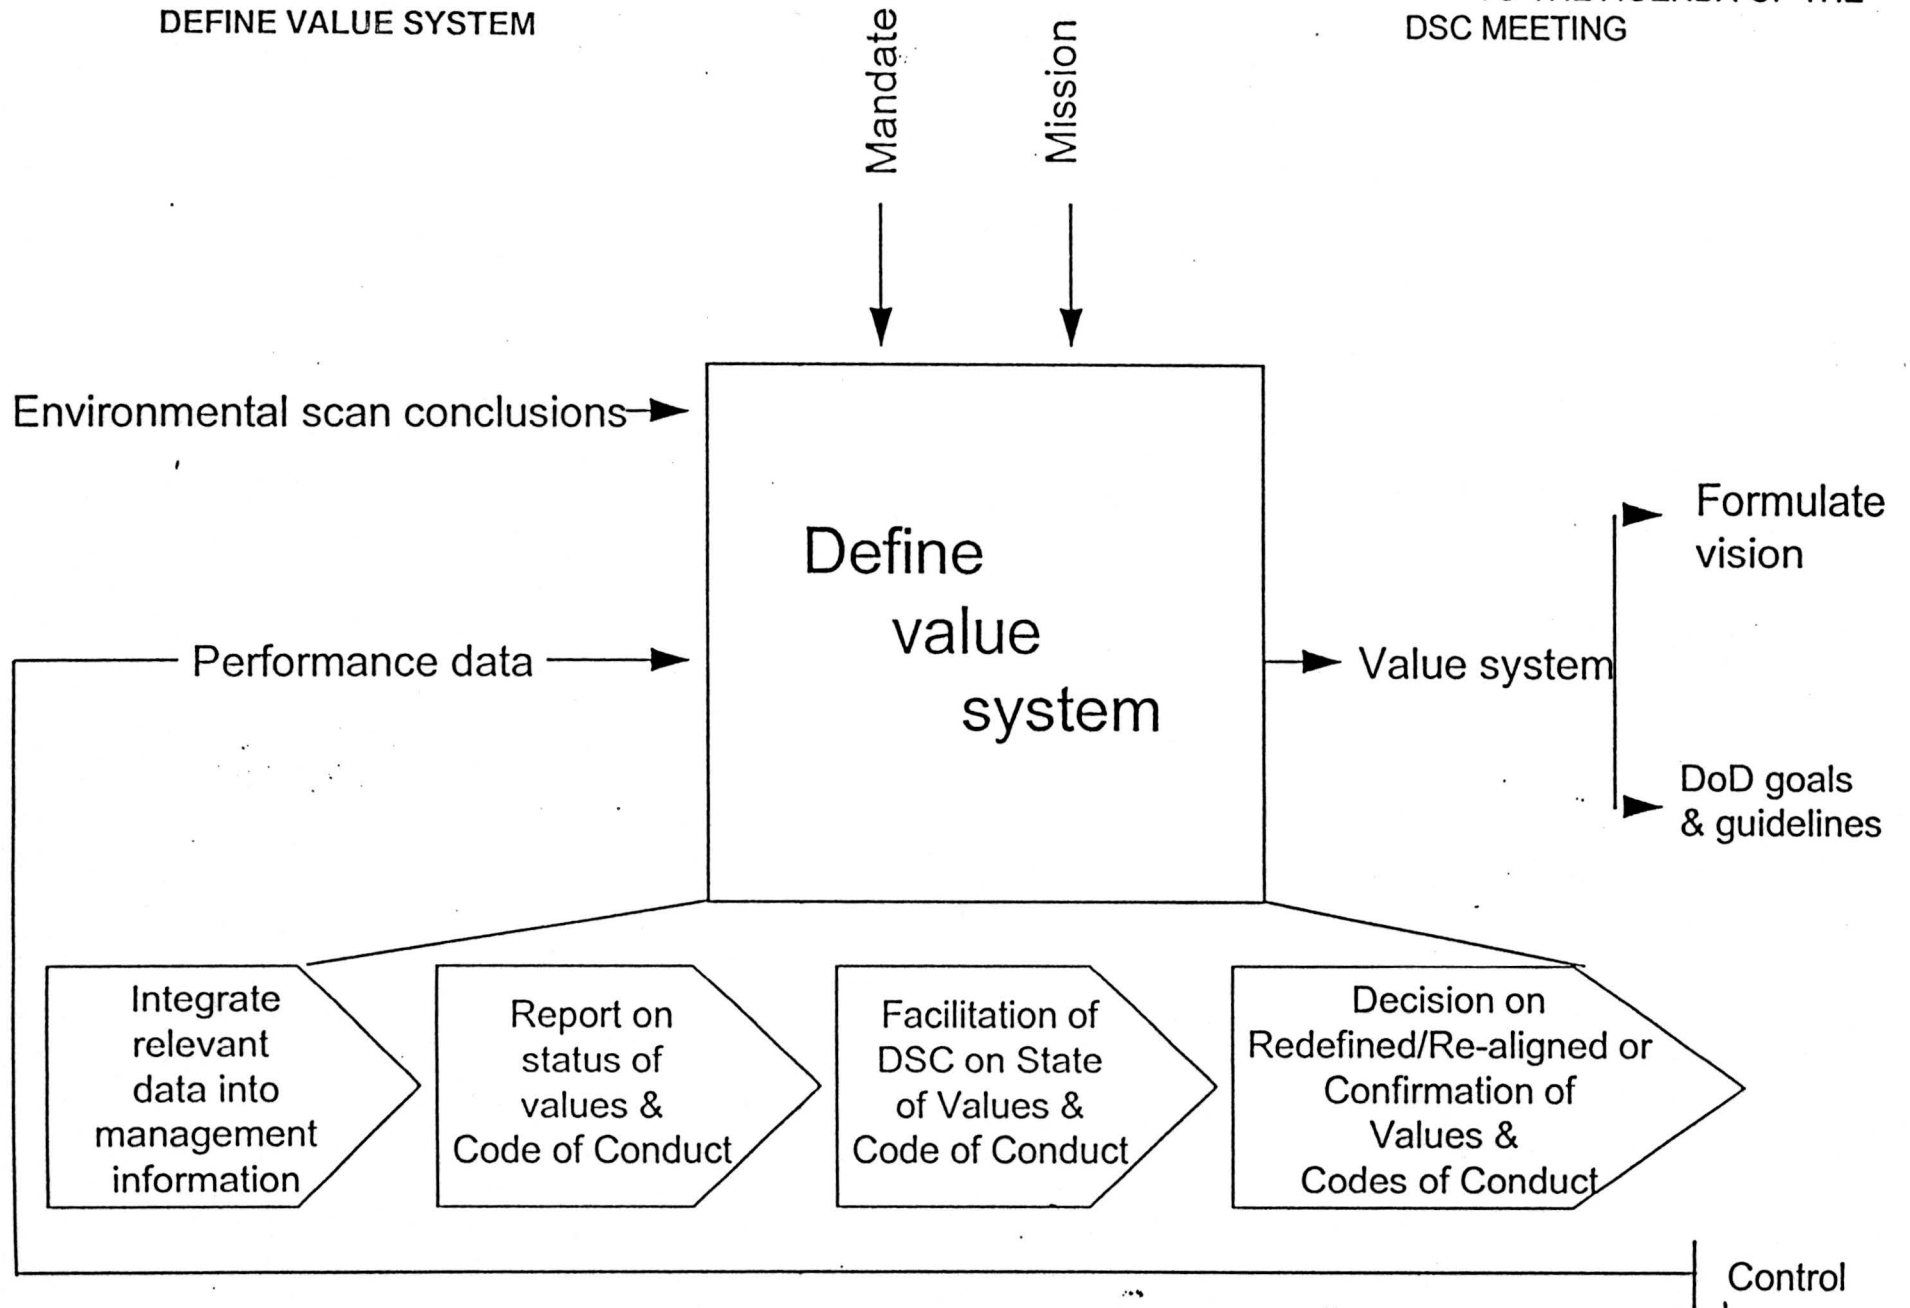 DEFINE VALUE SYSTEM
DSC MEETING
Mandate
Mission
Environmental scan conclusions
Define
value
system
Performance data
Value system
Formulate
vision
DoD goals
& guidelines
Integrate
relevant
data into
management
information
Report on
status of
values &
Code of Conduct
Facilitation of
DSC on State
of Values &
Code of Conduct
Decision on
Redefined/Re-aligned or
Confirmation of
Values &
Codes of Conduct
Control